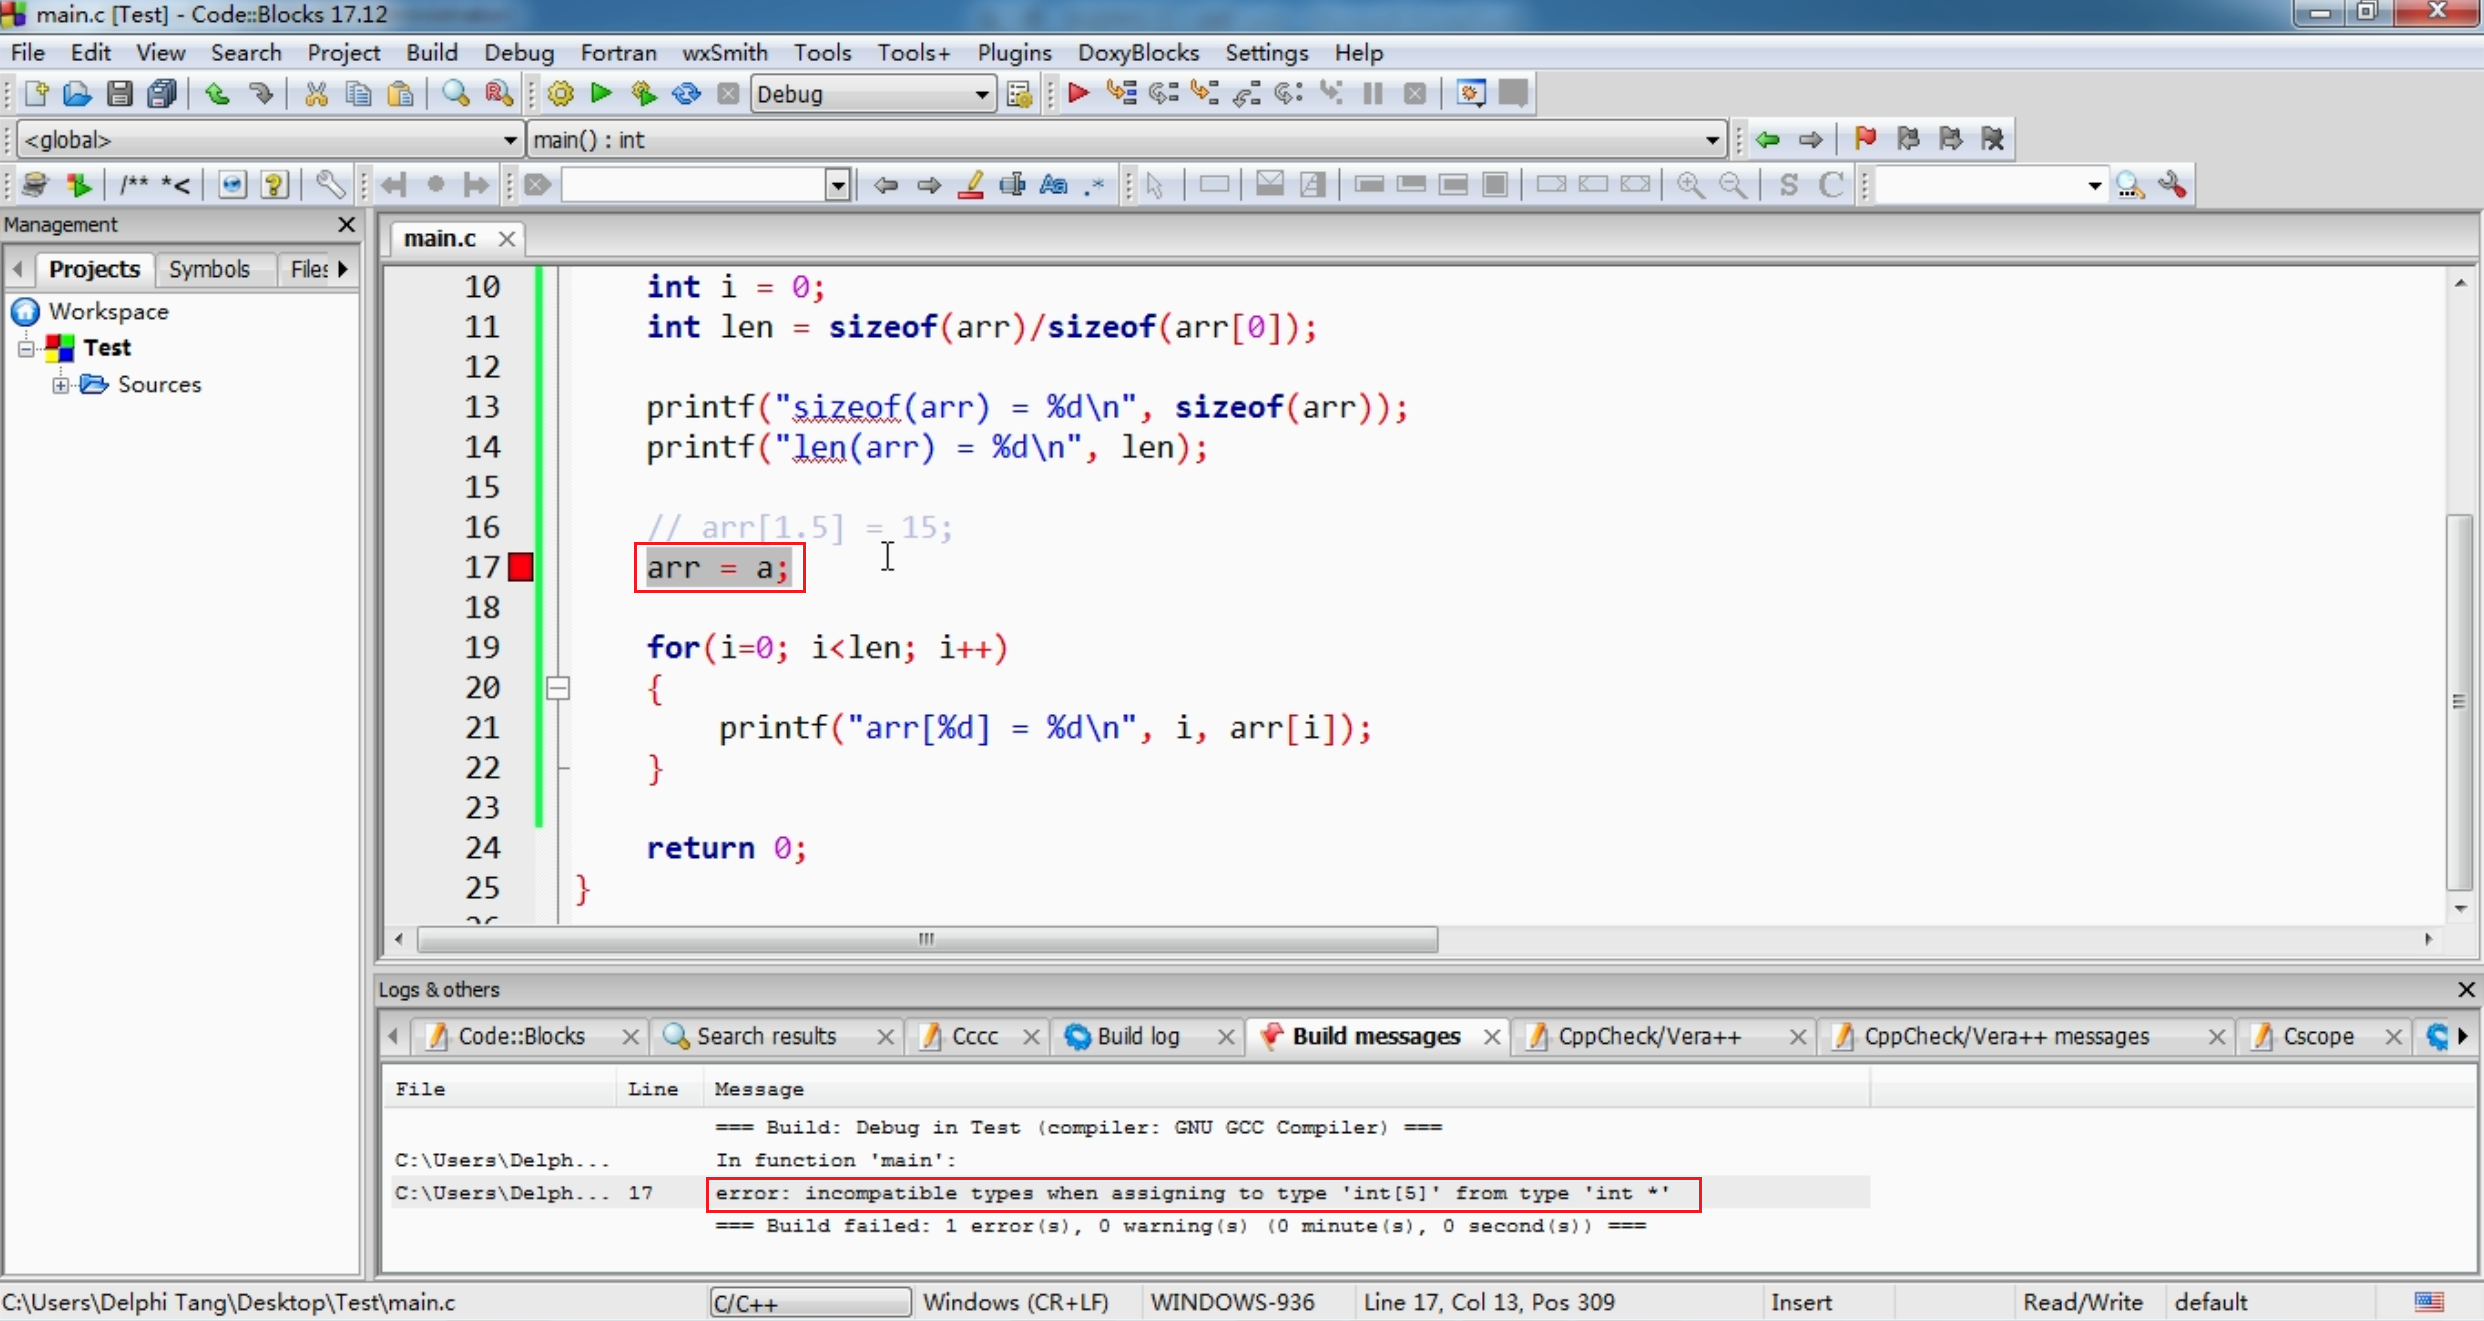 main.c [Test] - Code::Blocks 17.12
File Edit View Search Project Build Debug Fortran wxSmith Tools Tools+ Plugins DoxyBlocks Settings Help
Debug
<global> main() : int
/** *< Aa .* S C
Management
Projects Symbols Files
Workspace
Test
Sources
main.c
10 int i = 0;
11 int len = sizeof(arr)/sizeof(arr[0]);
12
13 printf("sizeof(arr) = %d\n", sizeof(arr));
14 printf("len(arr) = %d\n", len);
15
16 // arr[1.5] = 15;
17 arr = a;
18
19 for(i=0; i<len; i++)
20 {
21 printf("arr[%d] = %d\n", i, arr[i]);
22 }
23
24 return 0;
25 }
Logs & others
Code::Blocks Search results Cccc Build log Build messages CppCheck/Vera++ CppCheck/Vera++ messages Cscope
File Line Message
=== Build: Debug in Test (compiler: GNU GCC Compiler) ===
C:\Users\Delph... In function 'main':
C:\Users\Delph... 17 error: incompatible types when assigning to type 'int[5]' from type 'int *'
=== Build failed: 1 error(s), 0 warning(s) (0 minute(s), 0 second(s)) ===
C:\Users\Delphi Tang\Desktop\Test\main.c C/C++ Windows (CR+LF) WINDOWS-936 Line 17, Col 13, Pos 309 Insert Read/Write default